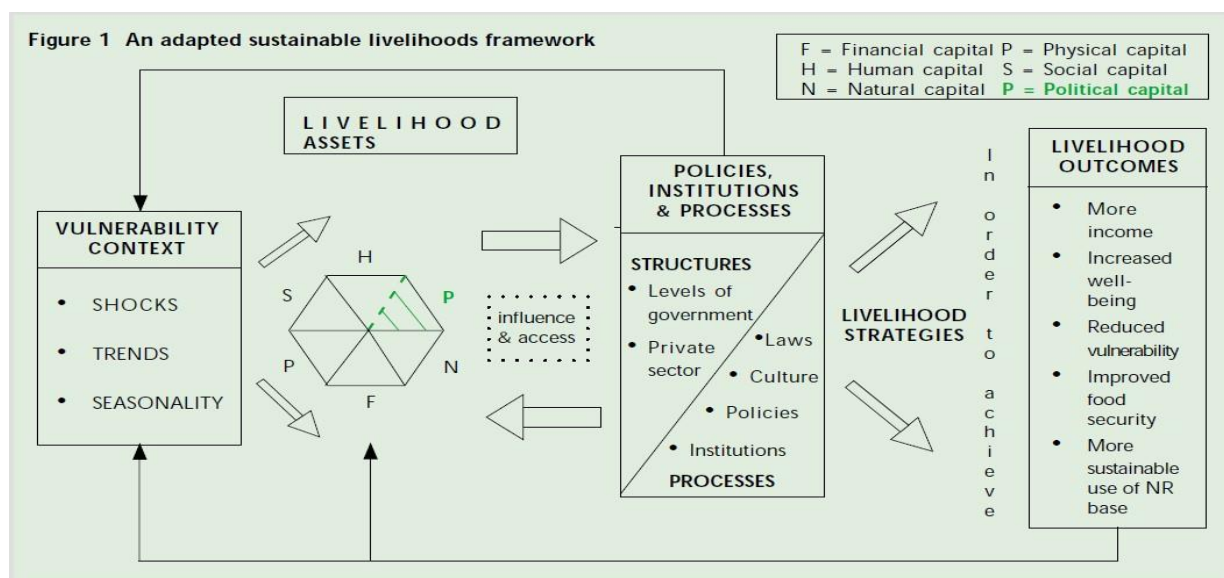 Figure 1 An adapted sustainable livelihoods framework
F = Financial capital P = Physical capital
H = Human capital S = Social capital
N = Natural capital P = Political capital
LIVELIHOOD
ASSETS
VULNERABILITY
CONTEXT
• SHOCKS
• TRENDS
• SEASONALITY
H
S
P
P
N
F
influence
& access
POLICIES,
INSTITUTIONS
& PROCESSES
STRUCTURES
• Levels of
government
• Private
sector
• Laws
• Culture
• Policies
• Institutions
PROCESSES
LIVELIHOOD
STRATEGIES
In order to achieve
LIVELIHOOD
OUTCOMES
• More
income
• Increased
well-
being
• Reduced
vulnerability
• Improved
food
security
• More
sustainable
use of NR
base